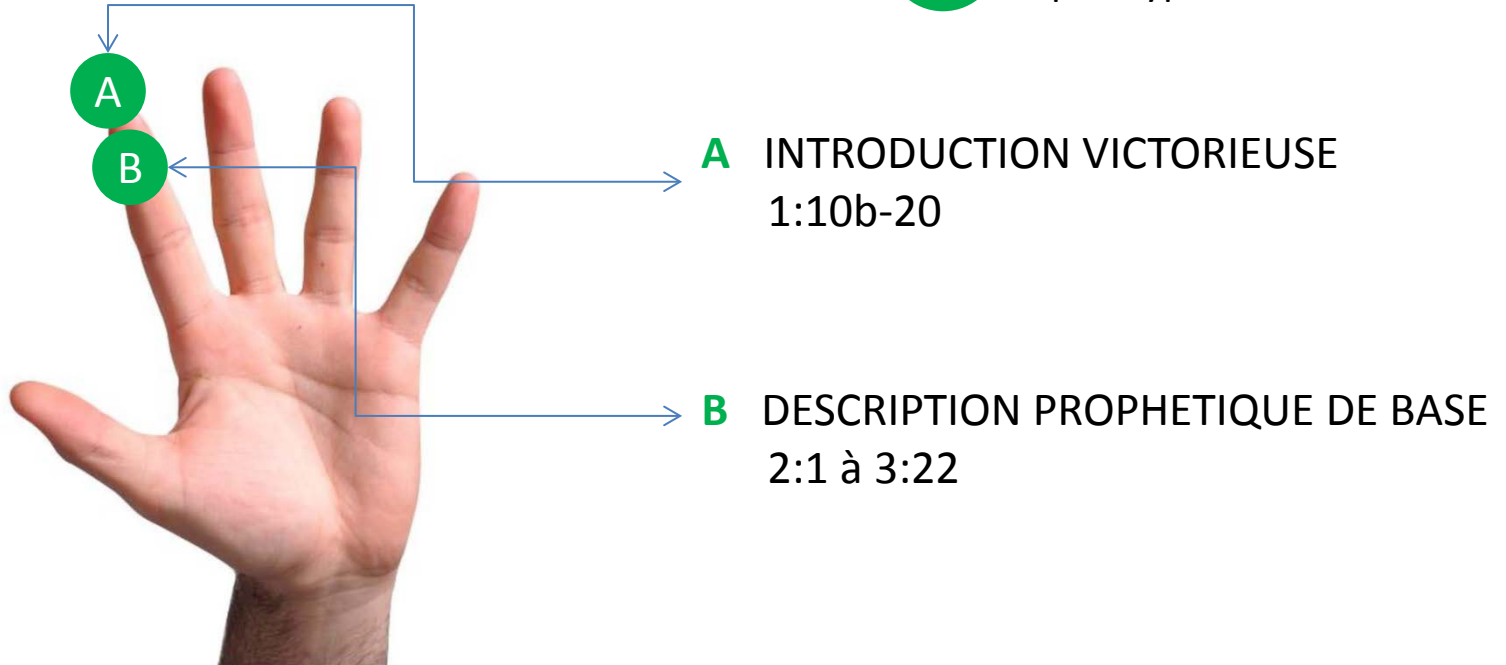 A
B
A INTRODUCTION VICTORIEUSE
1:10b-20
B DESCRIPTION PROPHETIQUE DE BASE
2:1 à 3:22